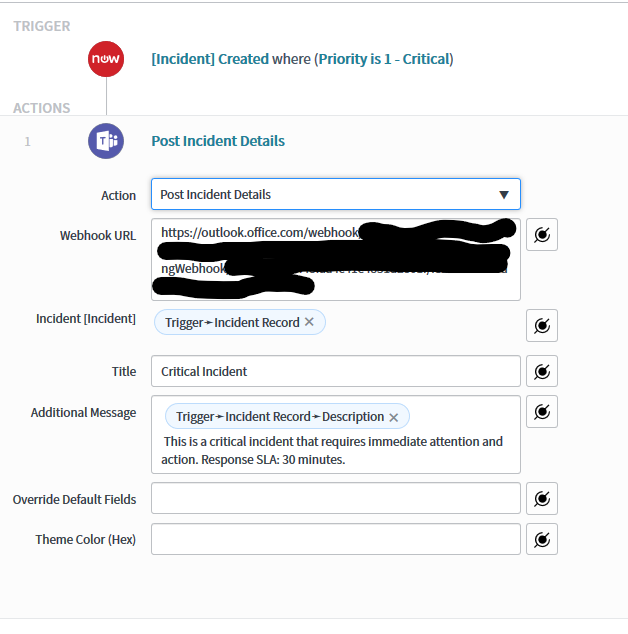 TRIGGER
now
[Incident] Created where (Priority is 1 - Critical)
ACTIONS
1
T
Post Incident Details
Action
Post Incident Details
Webhook URL
https://outlook.office.com/webhook
ngWebhook
Incident [Incident]
Trigger➛Incident Record ✕
Title
Critical Incident
Additional Message
Trigger➛Incident Record➛Description ✕
This is a critical incident that requires immediate attention and
action. Response SLA: 30 minutes.
Override Default Fields
Theme Color (Hex)